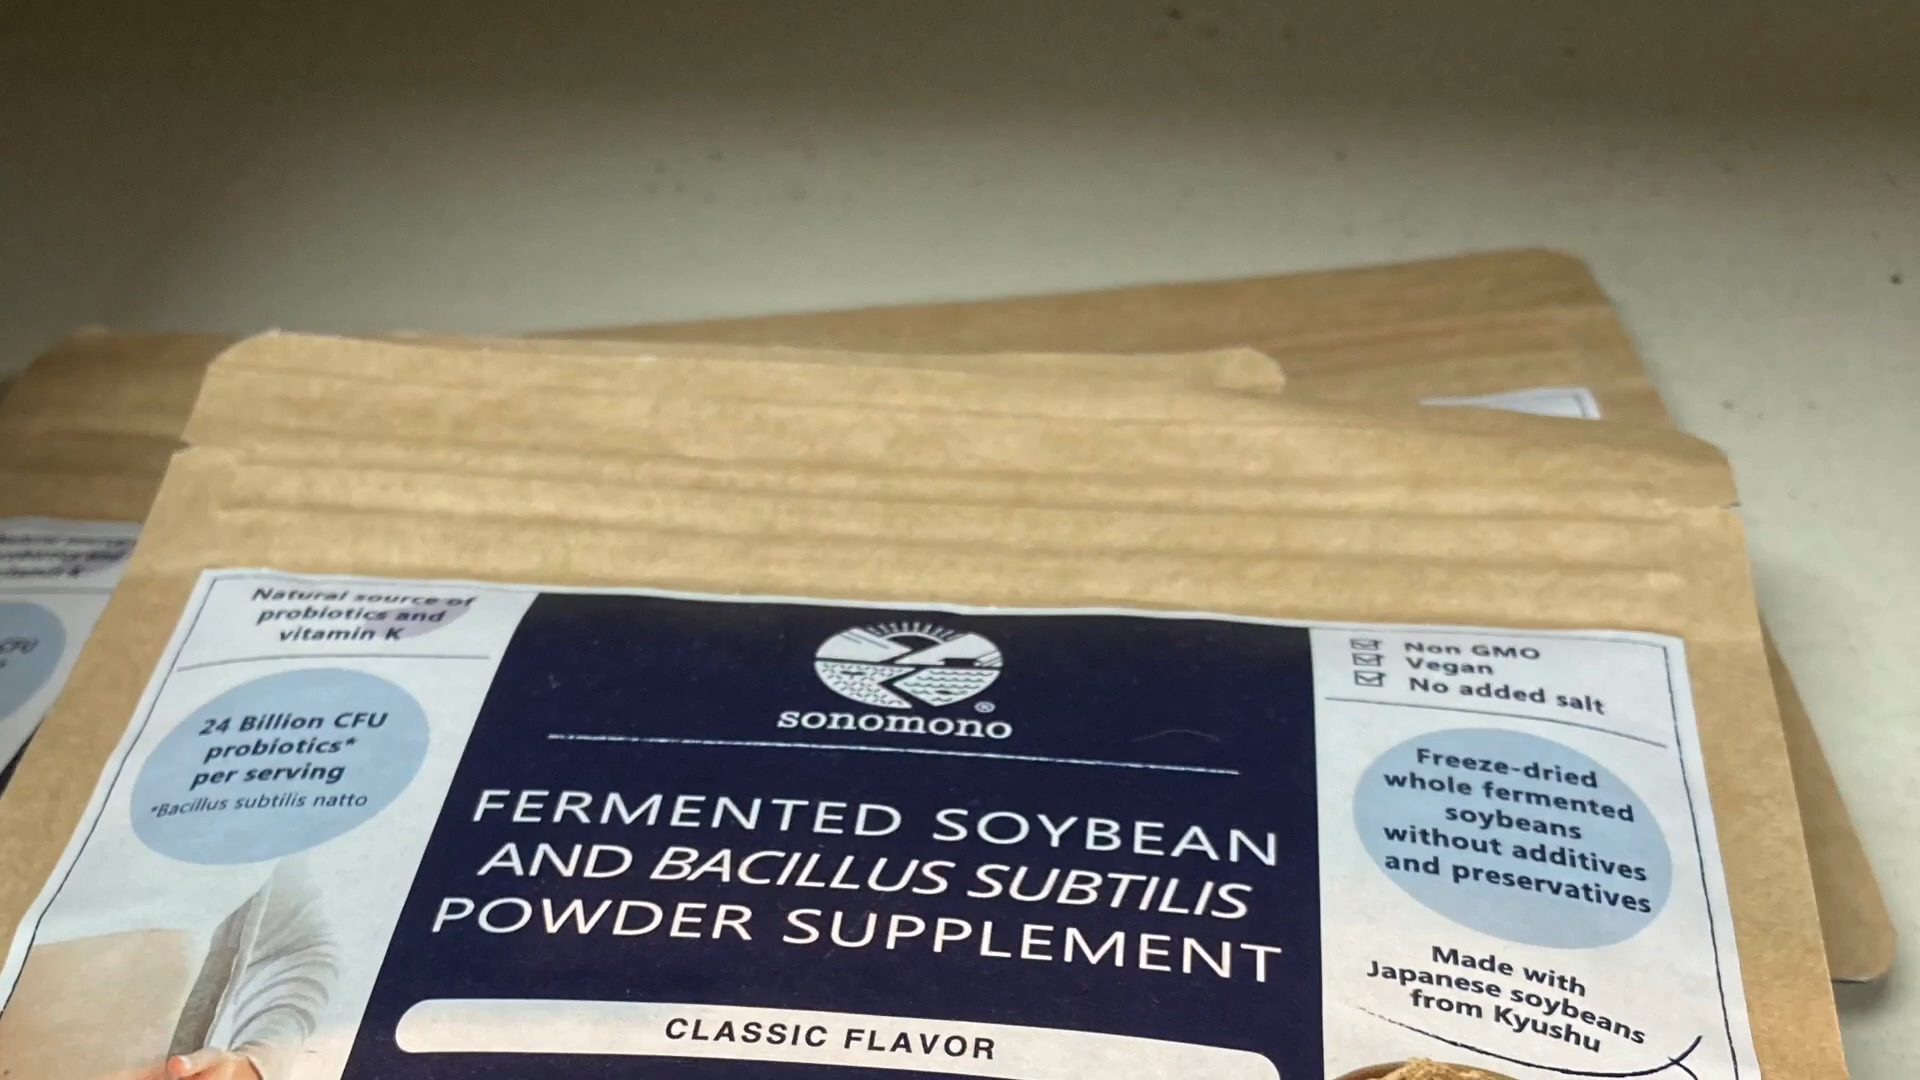 Natural source of
probiotics and
vitamin K
24 Billion CFU
probiotics*
per serving
*Bacillus subtilis natto
sonomono®
FERMENTED SOYBEAN
AND BACILLUS SUBTILIS
POWDER SUPPLEMENT
CLASSIC FLAVOR
Non GMO
Vegan
No added salt
Freeze-dried
whole fermented
soybeans
without additives
and preservatives
Made with
Japanese soybeans
from Kyushu
CFU